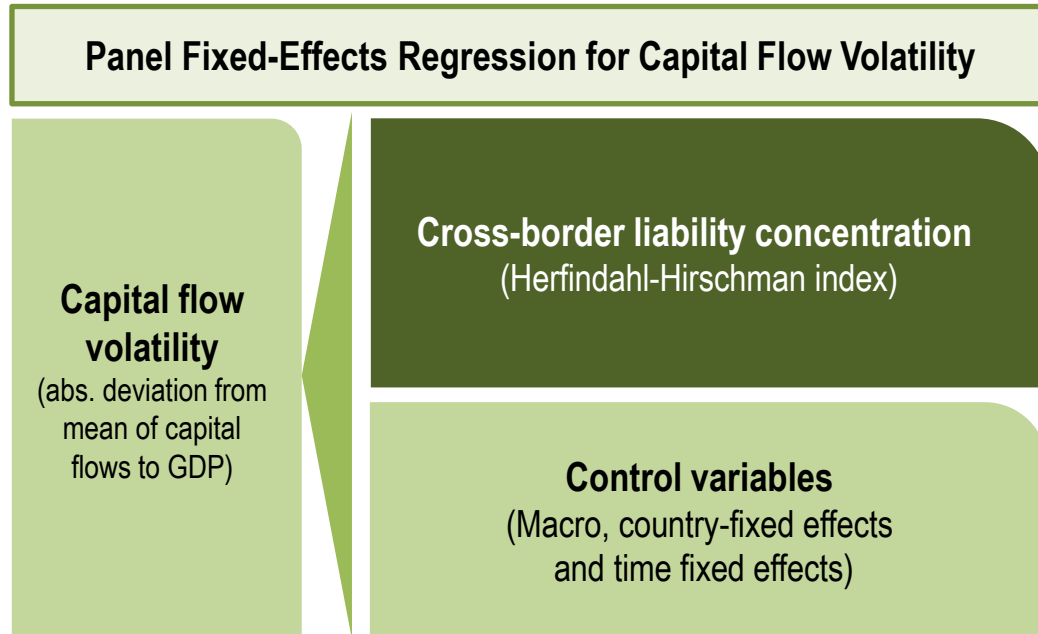 Panel Fixed-Effects Regression for Capital Flow Volatility
Capital flow
volatility
(abs. deviation from
mean of capital
flows to GDP)
Cross-border liability concentration
(Herfindahl-Hirschman index)
Control variables
(Macro, country-fixed effects
and time fixed effects)